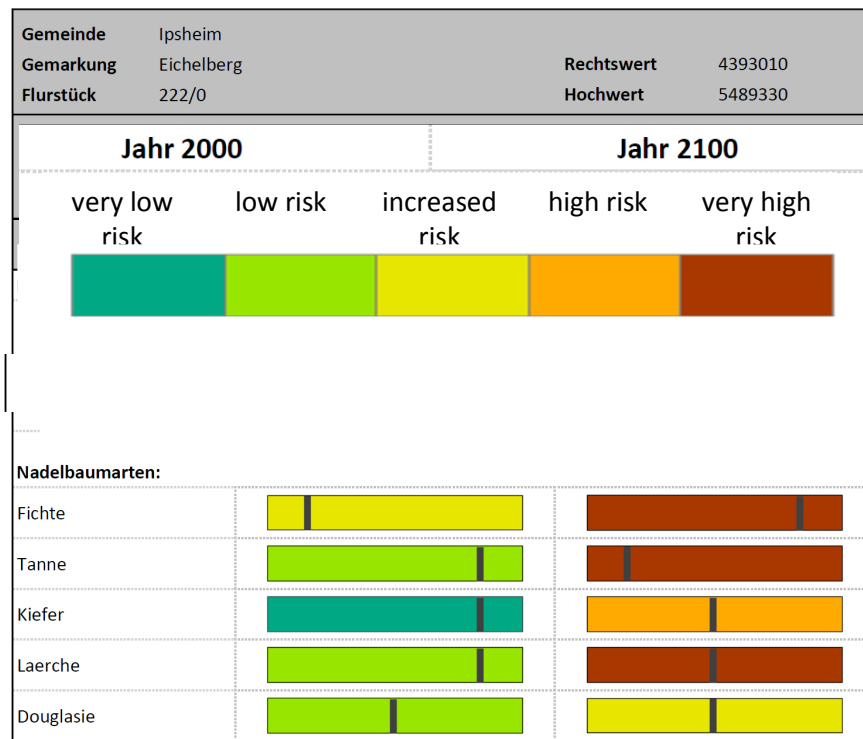 Gemeinde Ipsheim
Gemarkung Eichelberg Rechtswert 4393010
Flurstück 222/0 Hochwert 5489330
Jahr 2000 Jahr 2100
very low risk low risk increased risk high risk very high risk
Nadelbaumarten:
Fichte
Tanne
Kiefer
Laerche
Douglasie